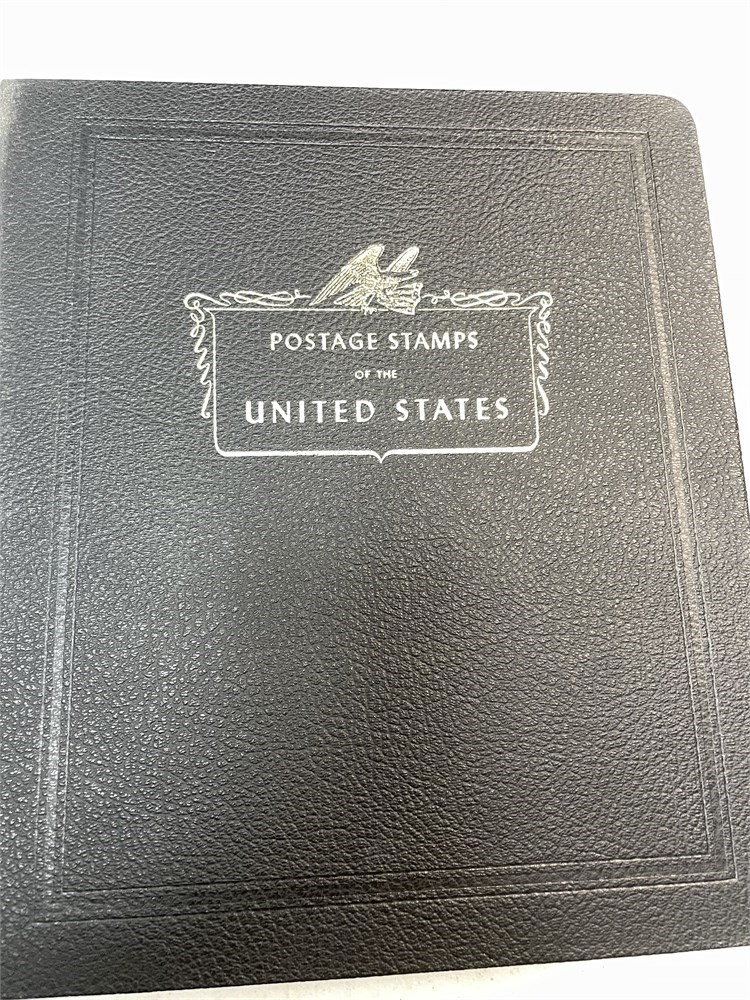 POSTAGE STAMPS
OF THE
UNITED STATES